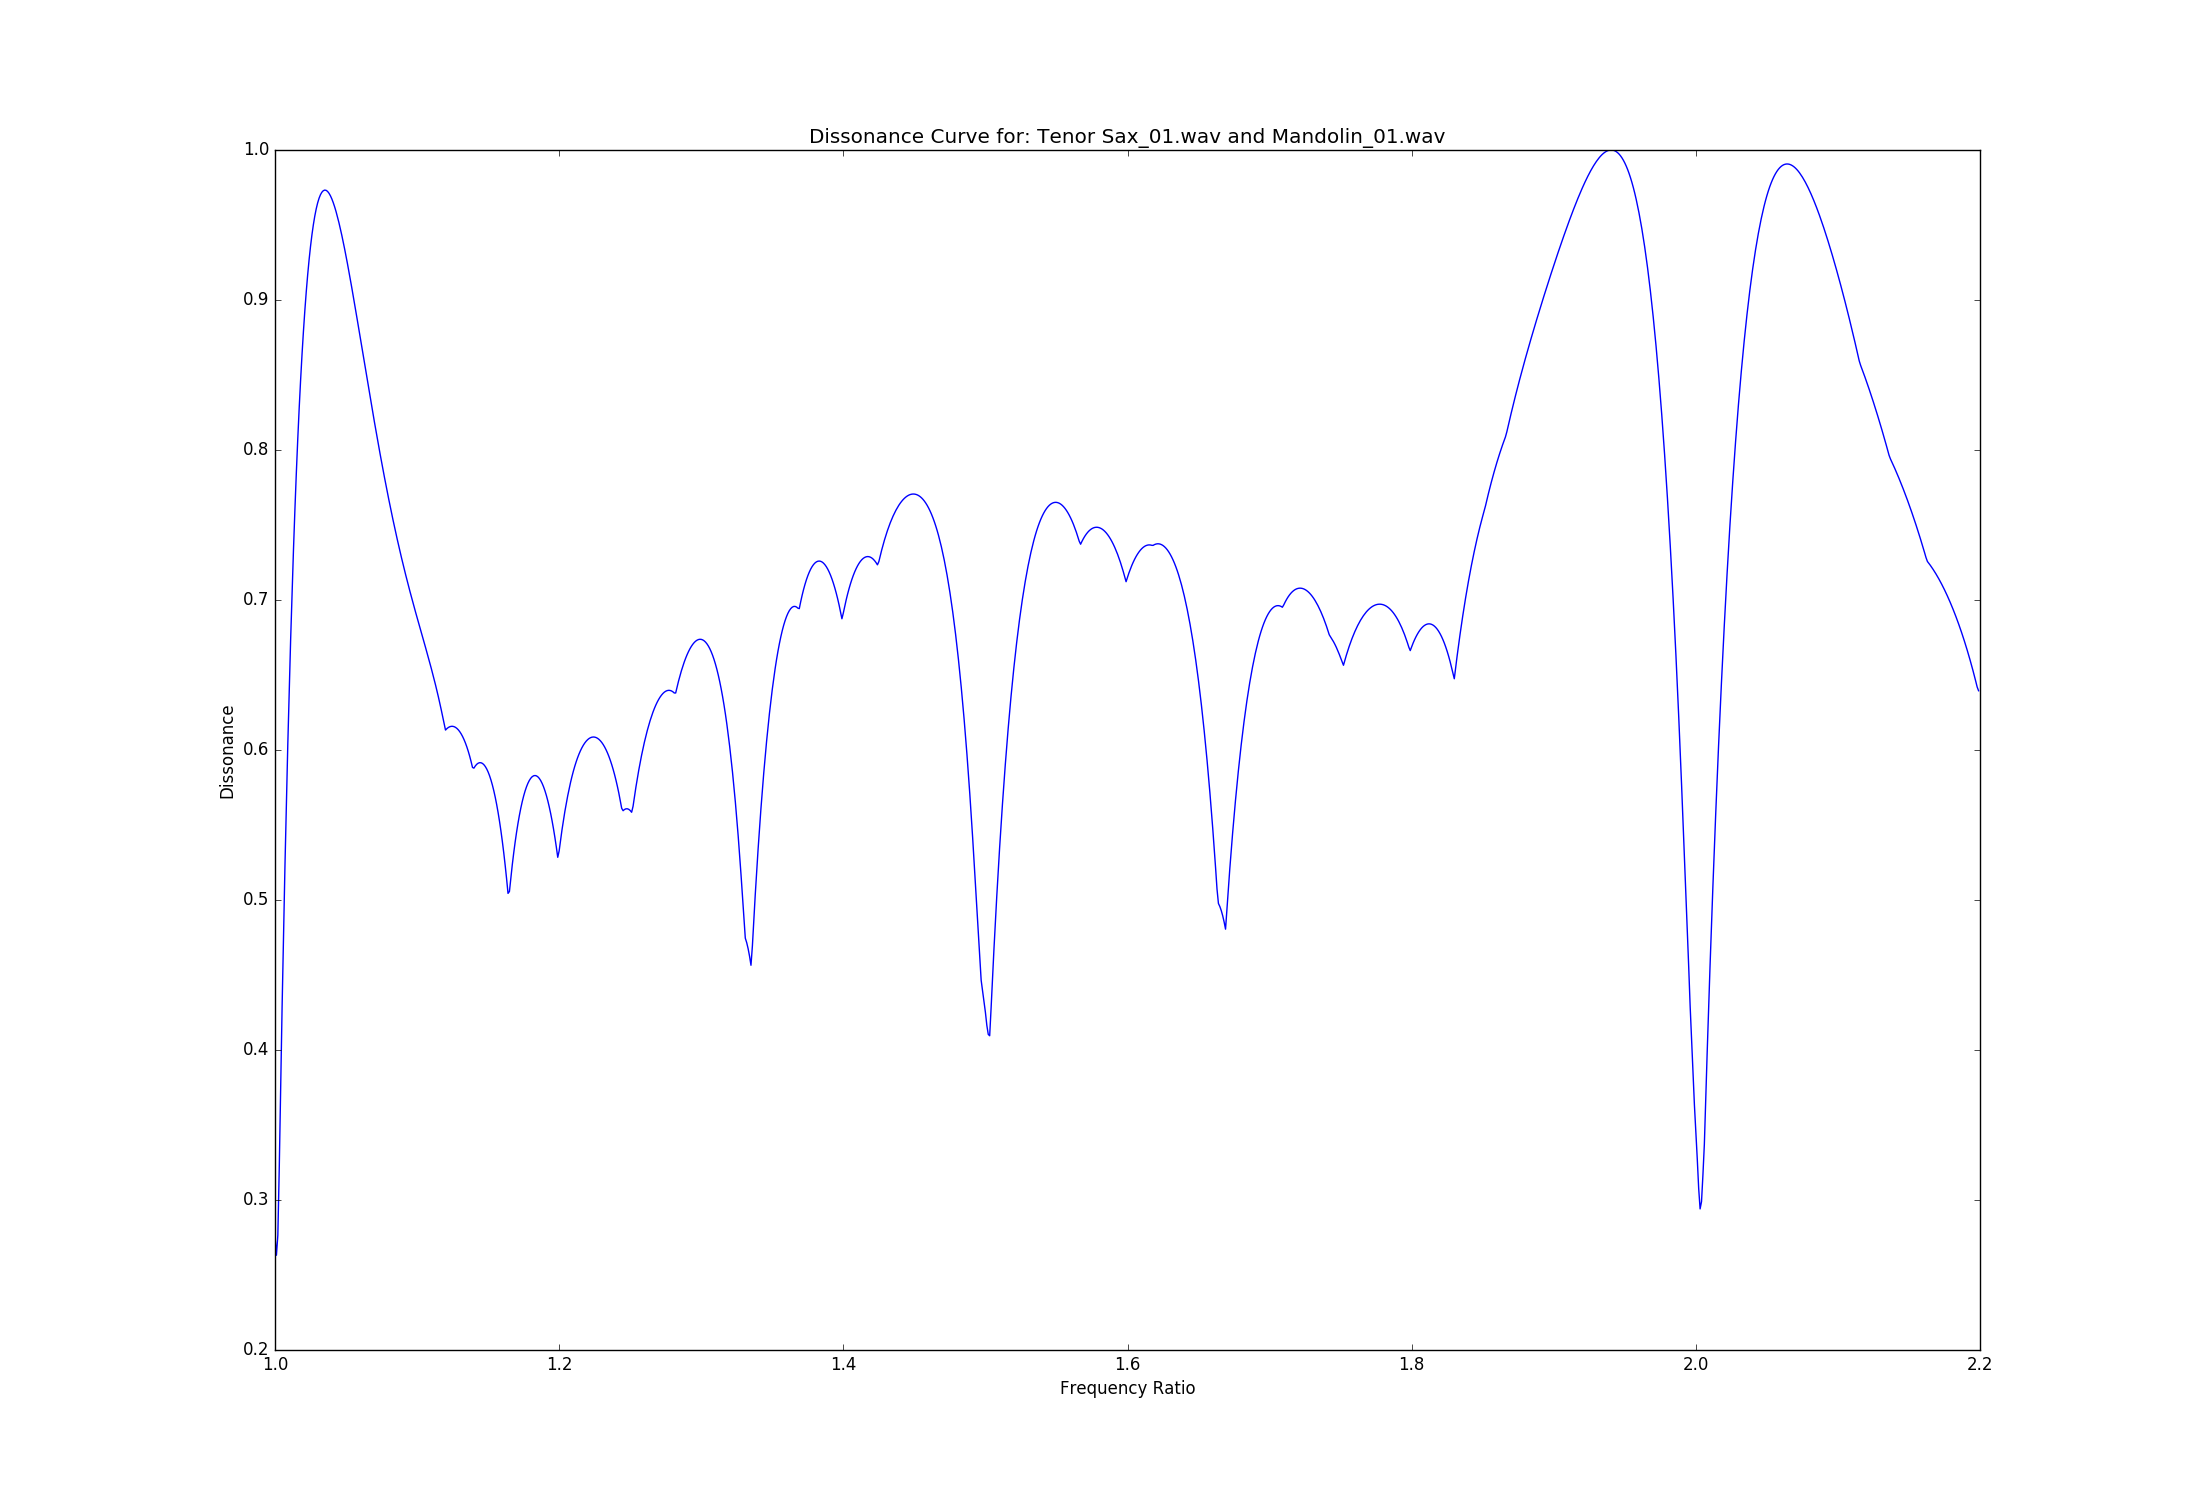 Dissonance Curve for: Tenor Sax_01.wav and Mandolin_01.wav
1.0
0.9
0.8
0.7
0.6
0.5
0.4
0.3
0.2
Dissonance
1.0 1.2 1.4 1.6 1.8 2.0 2.2
Frequency Ratio